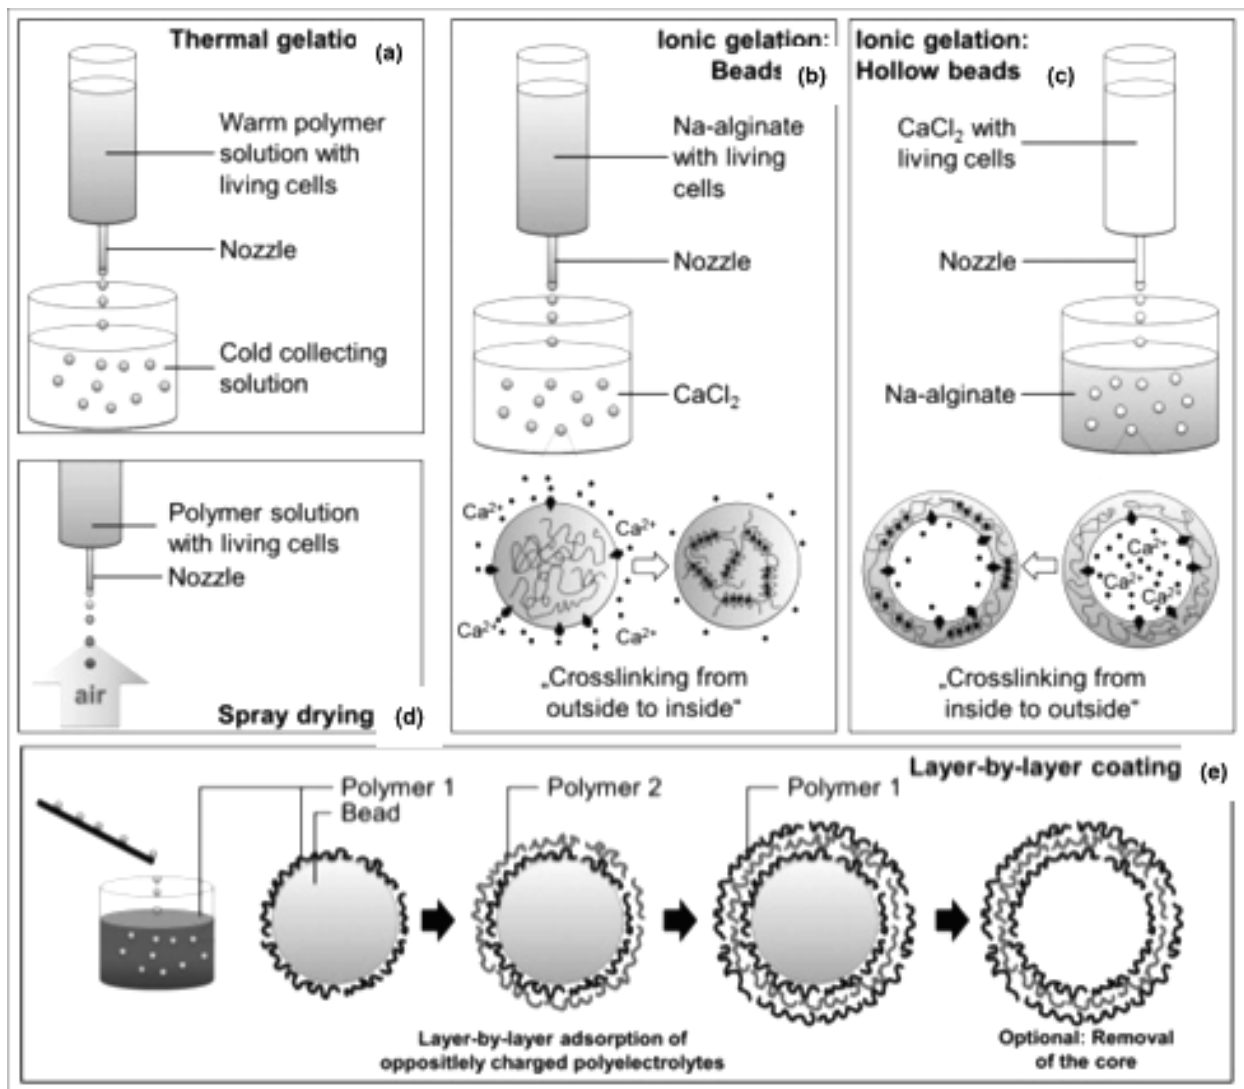 Thermal gelatio (a)
Warm polymer
solution with
living cells
Nozzle
Cold collecting
solution
Ionic gelation:
Beads (b)
Na-alginate
with living
cells
Nozzle
CaCl₂
Ca²⁺
Ca²⁺
Ca²⁺
Ca²⁺
„Crosslinking from
outside to inside“
Ionic gelation:
Hollow beads (c)
CaCl₂ with
living cells
Nozzle
Na-alginate
Ca²⁺
Ca²⁺
Ca²⁺
„Crosslinking from
inside to outside“
Polymer solution
with living cells
Nozzle
air
Spray drying (d)
Layer-by-layer coating (e)
Polymer 1
Bead
Polymer 2
Polymer 1
Layer-by-layer adsorption of
oppositlely charged polyelectrolytes
Optional: Removal
of the core